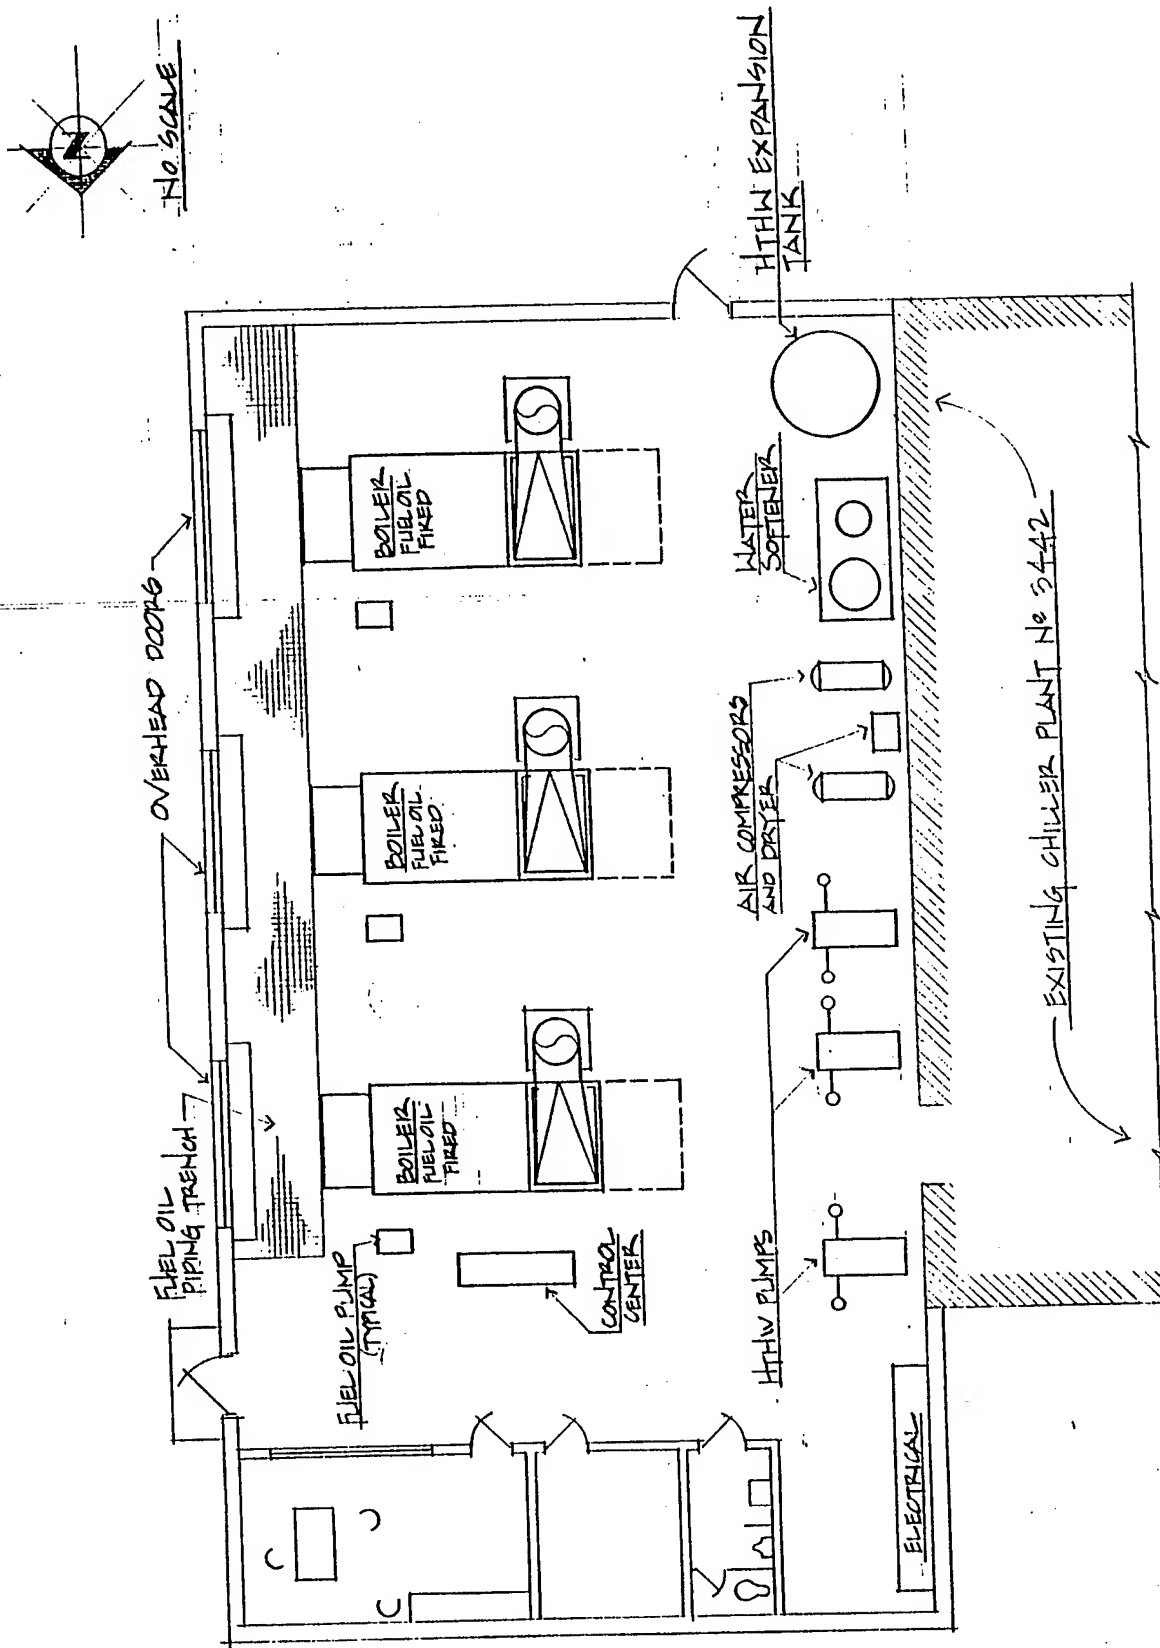 N
NO SCALE
OVERHEAD DOORS
FUEL OIL
PIPING TRENCH
HTHW EXPANSION
TANK
BOILER
FUEL OIL
FIRED
BOILER
FUEL OIL
FIRED
BOILER
FUEL OIL
FIRED
FUEL OIL PUMP
(TYPICAL)
CONTROL
CENTER
WATER
SOFTENER
AIR COMPRESSORS
AND DRYER
HTHW PUMPS
ELECTRICAL
EXISTING CHILLER PLANT Nº 5442